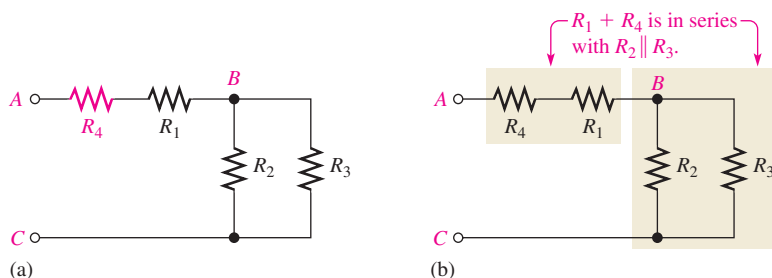 R₁ + R₄ is in series
with R₂ || R₃.
A
R₄
R₁
B
R₂
R₃
C
(a)
A
R₄
R₁
B
R₂
R₃
C
(b)